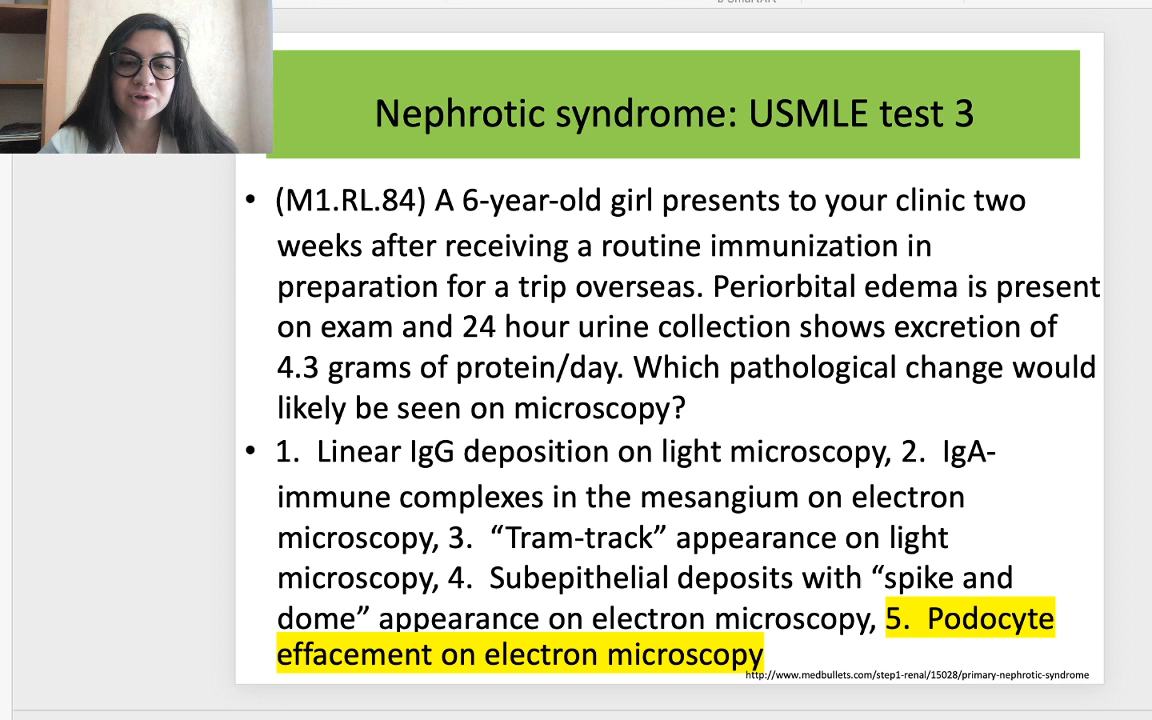 Nephrotic syndrome: USMLE test 3
• (M1.RL.84) A 6-year-old girl presents to your clinic two
weeks after receiving a routine immunization in
preparation for a trip overseas. Periorbital edema is present
on exam and 24 hour urine collection shows excretion of
4.3 grams of protein/day. Which pathological change would
likely be seen on microscopy?
• 1. Linear IgG deposition on light microscopy, 2. IgA-
immune complexes in the mesangium on electron
microscopy, 3. “Tram-track” appearance on light
microscopy, 4. Subepithelial deposits with “spike and
dome” appearance on electron microscopy, 5. Podocyte
effacement on electron microscopy
http://www.medbullets.com/step1-renal/15028/primary-nephrotic-syndrome